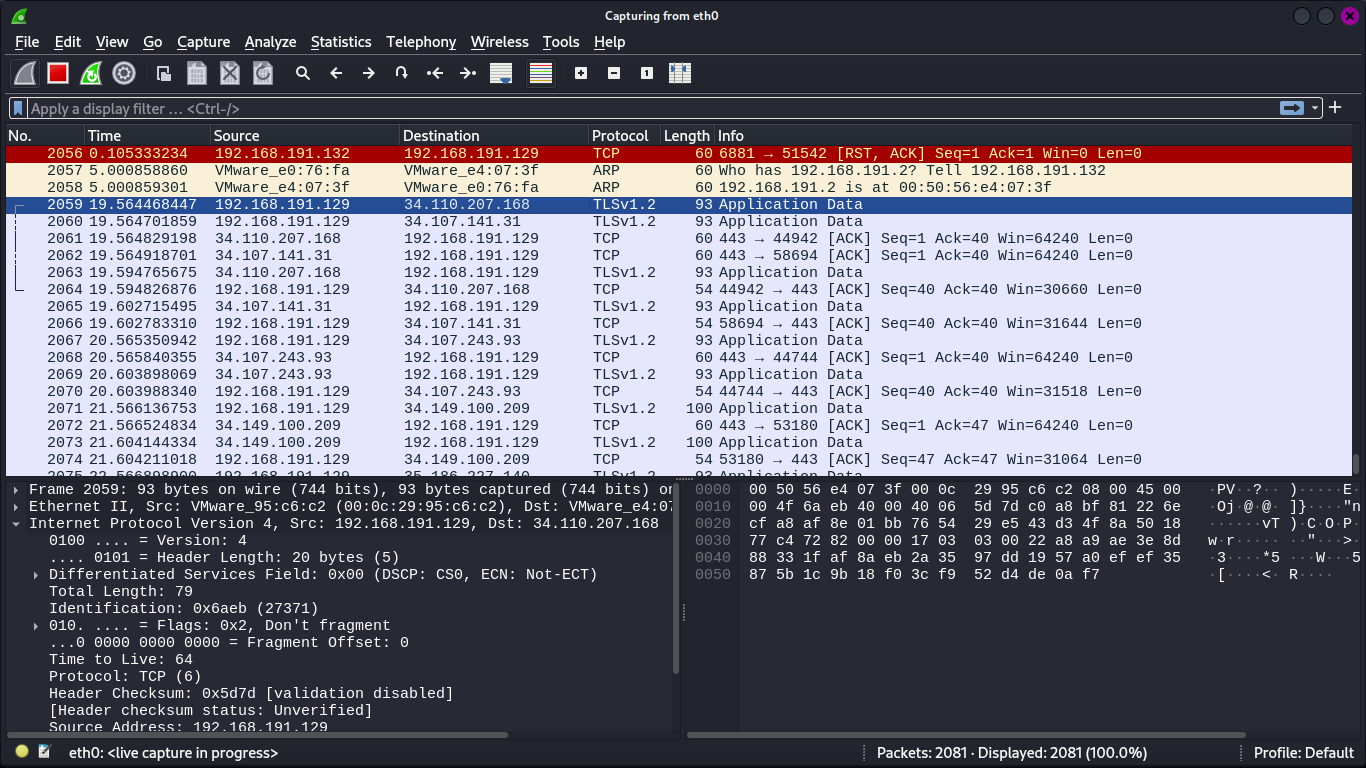 Capturing from eth0
File Edit View Go Capture Analyze Statistics Telephony Wireless Tools Help
Apply a display filter … <Ctrl-/>
No. Time Source Destination Protocol Length Info
2056 0.105333234 192.168.191.132 192.168.191.129 TCP 60 6881 → 51542 [RST, ACK] Seq=1 Ack=1 Win=0 Len=0
2057 5.000858860 VMware_e0:76:fa VMware_e4:07:3f ARP 60 Who has 192.168.191.2? Tell 192.168.191.132
2058 5.000859301 VMware_e4:07:3f VMware_e0:76:fa ARP 60 192.168.191.2 is at 00:50:56:e4:07:3f
2059 19.564468447 192.168.191.129 34.110.207.168 TLSv1.2 93 Application Data
2060 19.564701859 192.168.191.129 34.107.141.31 TLSv1.2 93 Application Data
2061 19.564829198 34.110.207.168 192.168.191.129 TCP 60 443 → 44942 [ACK] Seq=1 Ack=40 Win=64240 Len=0
2062 19.564918701 34.107.141.31 192.168.191.129 TCP 60 443 → 58694 [ACK] Seq=1 Ack=40 Win=64240 Len=0
2063 19.594765675 34.110.207.168 192.168.191.129 TLSv1.2 93 Application Data
2064 19.594826876 192.168.191.129 34.110.207.168 TCP 54 44942 → 443 [ACK] Seq=40 Ack=40 Win=30660 Len=0
2065 19.602715495 34.107.141.31 192.168.191.129 TLSv1.2 93 Application Data
2066 19.602783310 192.168.191.129 34.107.141.31 TCP 54 58694 → 443 [ACK] Seq=40 Ack=40 Win=31644 Len=0
2067 20.565350942 192.168.191.129 34.107.243.93 TLSv1.2 93 Application Data
2068 20.565840355 34.107.243.93 192.168.191.129 TCP 60 443 → 44744 [ACK] Seq=1 Ack=40 Win=64240 Len=0
2069 20.603898069 34.107.243.93 192.168.191.129 TLSv1.2 93 Application Data
2070 20.603988340 192.168.191.129 34.107.243.93 TCP 54 44744 → 443 [ACK] Seq=40 Ack=40 Win=31518 Len=0
2071 21.566136753 192.168.191.129 34.149.100.209 TLSv1.2 100 Application Data
2072 21.566524834 34.149.100.209 192.168.191.129 TCP 60 443 → 53180 [ACK] Seq=1 Ack=47 Win=64240 Len=0
2073 21.604144334 34.149.100.209 192.168.191.129 TLSv1.2 100 Application Data
2074 21.604211018 192.168.191.129 34.149.100.209 TCP 54 53180 → 443 [ACK] Seq=47 Ack=47 Win=31064 Len=0
Frame 2059: 93 bytes on wire (744 bits), 93 bytes captured (744 bits) on
Ethernet II, Src: VMware_95:c6:c2 (00:0c:29:95:c6:c2), Dst: VMware_e4:07
Internet Protocol Version 4, Src: 192.168.191.129, Dst: 34.110.207.168
0100 .... = Version: 4
.... 0101 = Header Length: 20 bytes (5)
Differentiated Services Field: 0x00 (DSCP: CS0, ECN: Not-ECT)
Total Length: 79
Identification: 0x6aeb (27371)
010. .... = Flags: 0x2, Don't fragment
...0 0000 0000 0000 = Fragment Offset: 0
Time to Live: 64
Protocol: TCP (6)
Header Checksum: 0x5d7d [validation disabled]
[Header checksum status: Unverified]
Source Address: 192.168.191.129
0000 00 50 56 e4 07 3f 00 0c 29 95 c6 c2 08 00 45 00 ·PV··?·· )·····E·
0010 00 4f 6a eb 40 00 40 06 5d 7d c0 a8 bf 81 22 6e ·Oj·@·@· ]}····"n
0020 cf a8 af 8e 01 bb 76 54 29 e5 43 d3 4f 8a 50 18 ······vT )·C·O·P·
0030 77 c4 72 82 00 00 17 03 03 00 22 a8 a9 ae 3e 8d w·r····· ··"···>·
0040 88 33 1f af 8a eb 2a 35 97 dd 19 57 a0 ef ef 35 ·3····*5 ···W···5
0050 87 5b 1c 9b 18 f0 3c f9 52 d4 de 0a f7 ·[····<· R····
eth0: <live capture in progress>
Packets: 2081 · Displayed: 2081 (100.0%)
Profile: Default